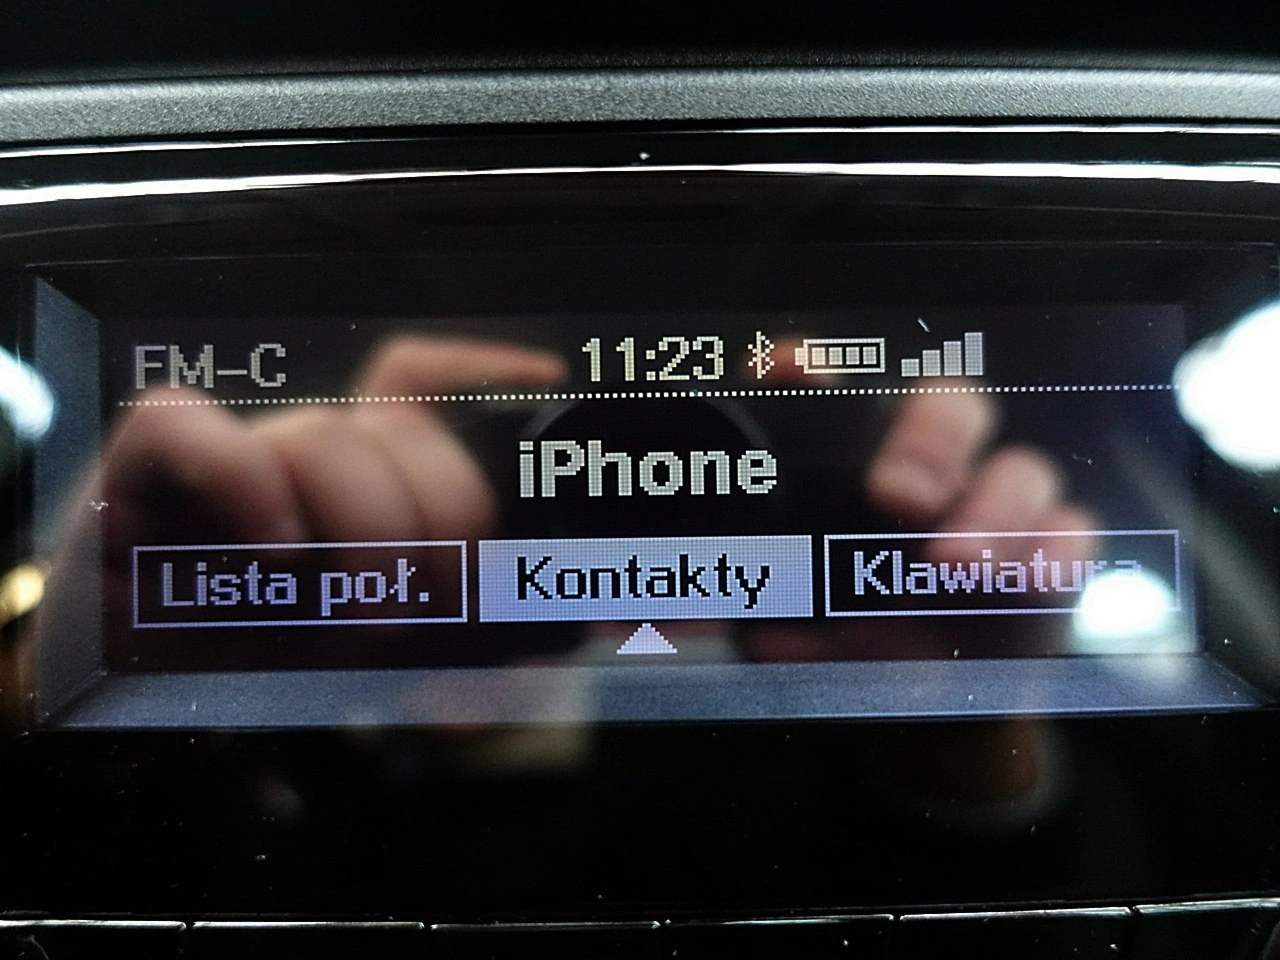 FM-C 11:23
iPhone
Lista poł. Kontakty Klawiatura